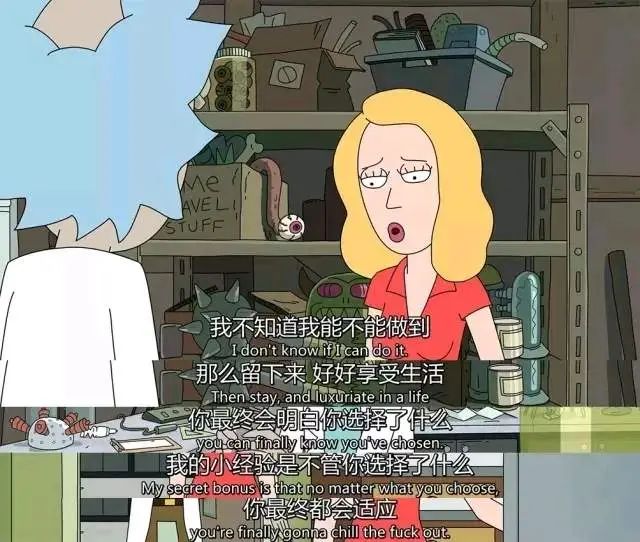 Me
AVEL
STUFF
我不知道我能不能做到
I don't know if I can do it.
那么留下来 好好享受生活
Then stay, and luxuriate in a life
你最终会明白你选择了什么
you can finally know you've chosen.
我的小经验是不管你选择了什么
My secret bonus is that no matter what you choose,
你最终都会适应
you're finally gonna chill the fuck out.